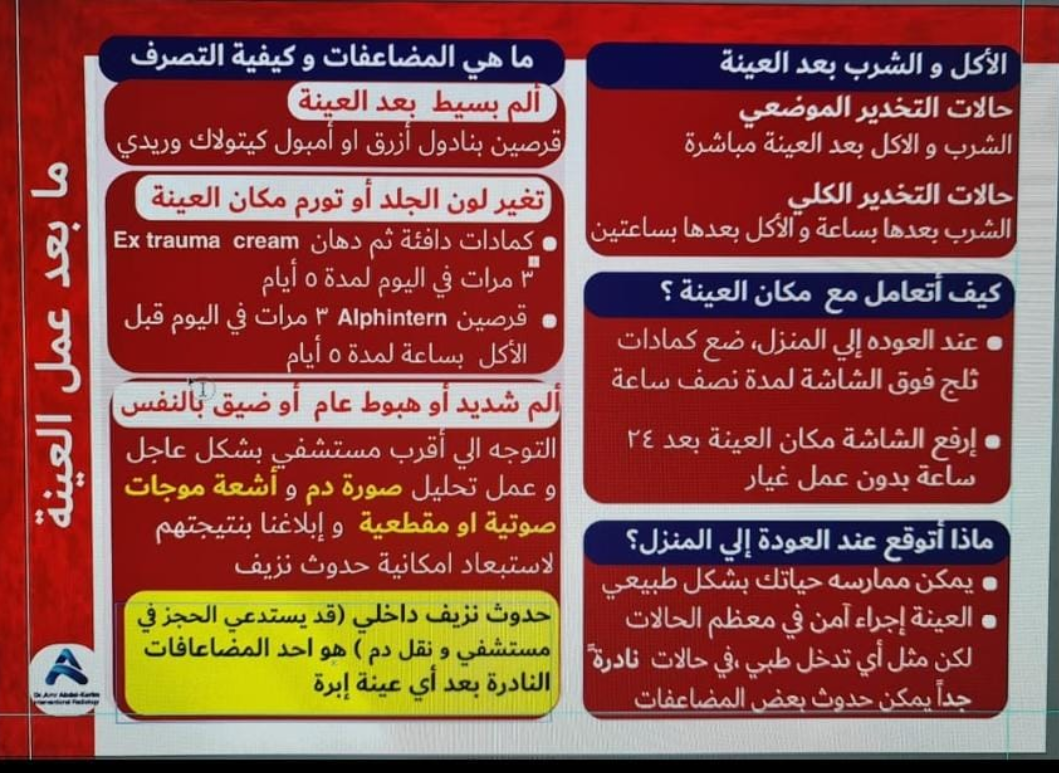 ما بعد عمل العينة
الأكل و الشرب بعد العينة
حالات التخدير الموضعي
الشرب و الاكل بعد العينة مباشرة
حالات التخدير الكلي
الشرب بعدها بساعة و الأكل بعدها بساعتين
كيف أتعامل مع مكان العينة ؟
● عند العوده إلي المنزل، ضع كمادات
ثلج فوق الشاشة لمدة نصف ساعة
● إرفع الشاشة مكان العينة بعد ٢٤
ساعة بدون عمل غيار
ماذا أتوقع عند العودة إلي المنزل؟
● يمكن ممارسه حياتك بشكل طبيعي
● العينة إجراء آمن في معظم الحالات
لكن مثل أي تدخل طبي ،في حالات نادرة
جداً يمكن حدوث بعض المضاعفات
ما هي المضاعفات و كيفية التصرف
ألم بسيط بعد العينة
قرصين بنادول أزرق او أمبول كيتولاك وريدي
تغير لون الجلد أو تورم مكان العينة
● كمادات دافئة ثم دهان Ex trauma cream
٣ مرات في اليوم لمدة ٥ أيام
● قرصين Alphintern ٣ مرات في اليوم قبل
الأكل بساعة لمدة ٥ أيام
ألم شديد أو هبوط عام أو ضيق بالنفس
التوجه الي أقرب مستشفي بشكل عاجل
و عمل تحليل صورة دم و أشعة موجات
صوتية او مقطعية و إبلاغنا بنتيجتهم
لاستبعاد امكانية حدوث نزيف
حدوث نزيف داخلي (قد يستدعي الحجز في
مستشفي و نقل دم ) هو احد المضاعافات
النادرة بعد أي عينة إبرة
Dr. Amr Abdel-Karim
Interventional Radiology